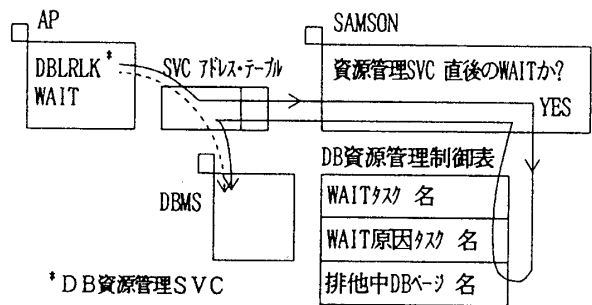 AP
DBLRLK*
WAIT
SVC ｱﾄﾞﾚｽ･ﾃｰﾌﾞﾙ
SAMSON
資源管理SVC 直後のWAITか?
YES
DBMS
DB資源管理制御表
WAITﾀｽｸ 名
WAIT原因ﾀｽｸ 名
排他中DBﾍﾟｰｼﾞ 名
*DB資源管理SVC